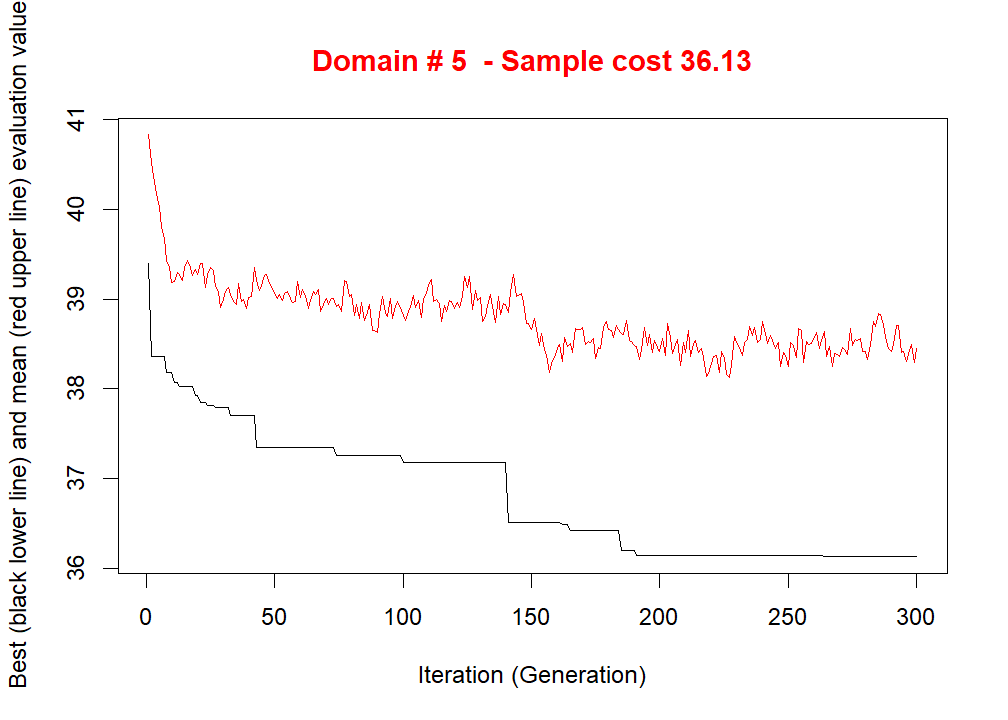 Domain # 5  - Sample cost 36.13
Best (black lower line) and mean (red upper line) evaluation value
41
40
39
38
37
36
0 50 100 150 200 250 300
Iteration (Generation)